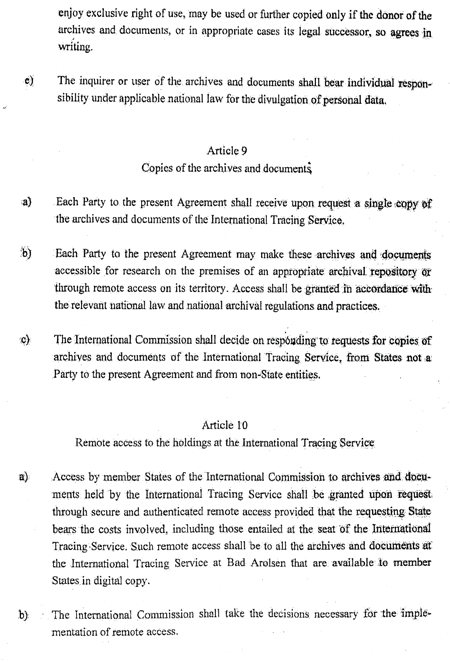 enjoy exclusive right of use, may be used or further copied only if the donor of the
archives and documents, or in appropriate cases its legal successor, so agrees in
writing.
e) The inquirer or user of the archives and documents shall bear individual respon-
sibility under applicable national law for the divulgation of personal data.
Article 9
Copies of the archives and documents
a) Each Party to the present Agreement shall receive upon request a single copy of
the archives and documents of the International Tracing Service.
b) Each Party to the present Agreement may make these archives and documents
accessible for research on the premises of an appropriate archival repository or
through remote access on its territory. Access shall be granted in accordance with
the relevant national law and national archival regulations and practices.
c) The International Commission shall decide on responding to requests for copies of
archives and documents of the International Tracing Service, from States not a
Party to the present Agreement and from non-State entities.
Article 10
Remote access to the holdings at the International Tracing Service
a) Access by member States of the International Commission to archives and docu-
ments held by the International Tracing Service shall be granted upon request
through secure and authenticated remote access provided that the requesting State
bears the costs involved, including those entailed at the seat of the International
Tracing Service. Such remote access shall be to all the archives and documents at
the International Tracing Service at Bad Arolsen that are available to member
States in digital copy.
b) The International Commission shall take the decisions necessary for the imple-
mentation of remote access.